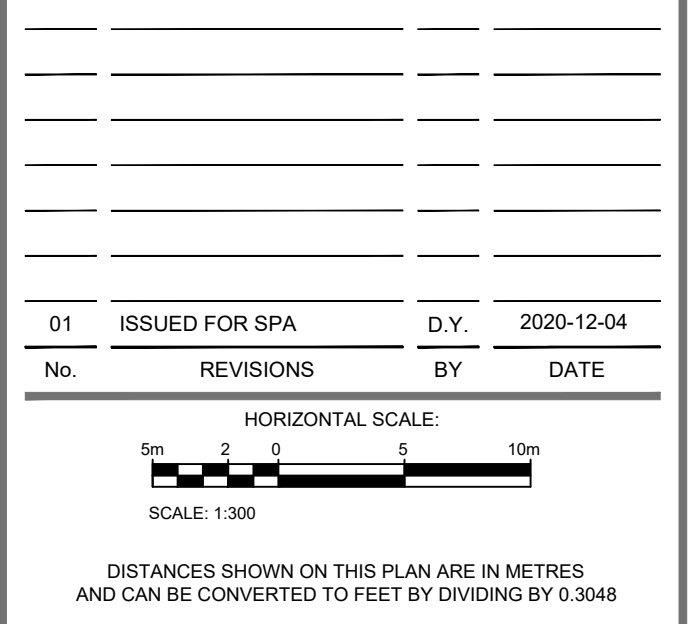 01 ISSUED FOR SPA D.Y. 2020-12-04
No. REVISIONS BY DATE
HORIZONTAL SCALE:
5m 2 0 5 10m
SCALE: 1:300
DISTANCES SHOWN ON THIS PLAN ARE IN METRES
AND CAN BE CONVERTED TO FEET BY DIVIDING BY 0.3048